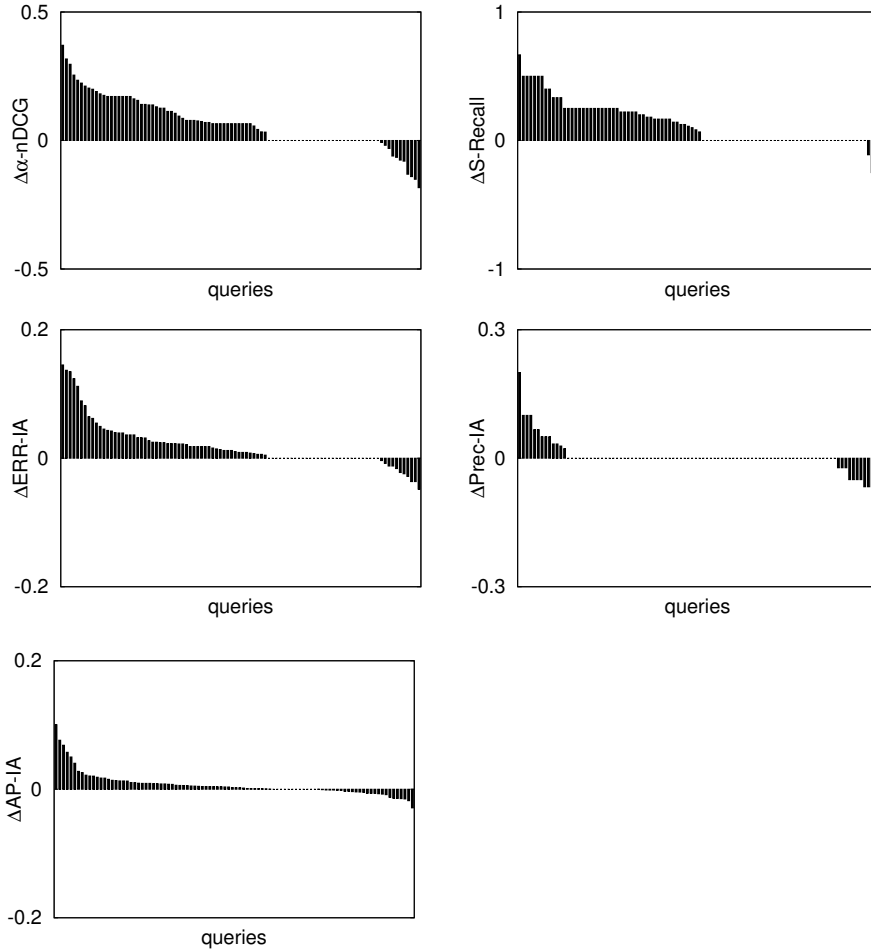 0.5
Δα-nDCG
0
-0.5
queries
1
ΔS-Recall
0
-1
queries
0.2
ΔERR-IA
0
-0.2
queries
0.3
ΔPrec-IA
0
-0.3
queries
0.2
ΔAP-IA
0
-0.2
queries